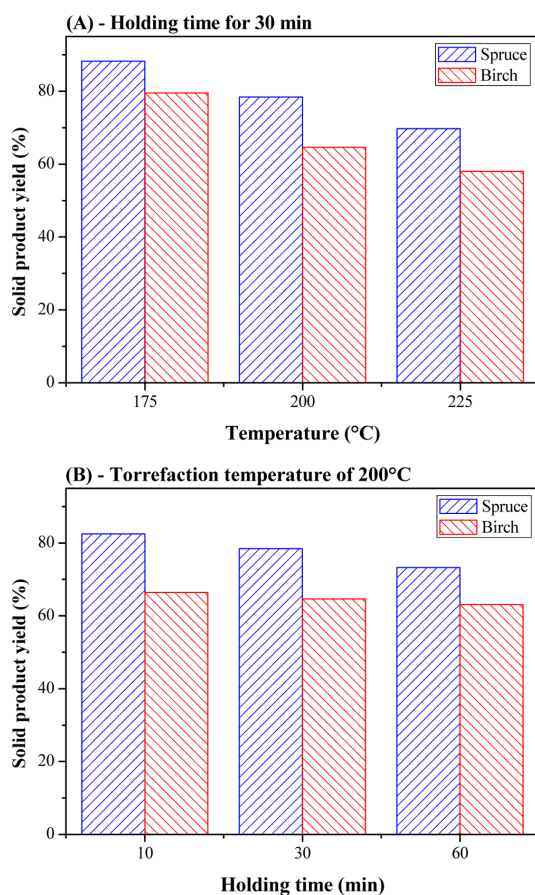 (A) - Holding time for 30 min
Spruce
Birch
Solid product yield (%)
80
60
40
20
0
175
200
225
Temperature (°C)
(B) - Torrefaction temperature of 200°C
Spruce
Birch
Solid product yield (%)
80
60
40
20
0
10
30
60
Holding time (min)